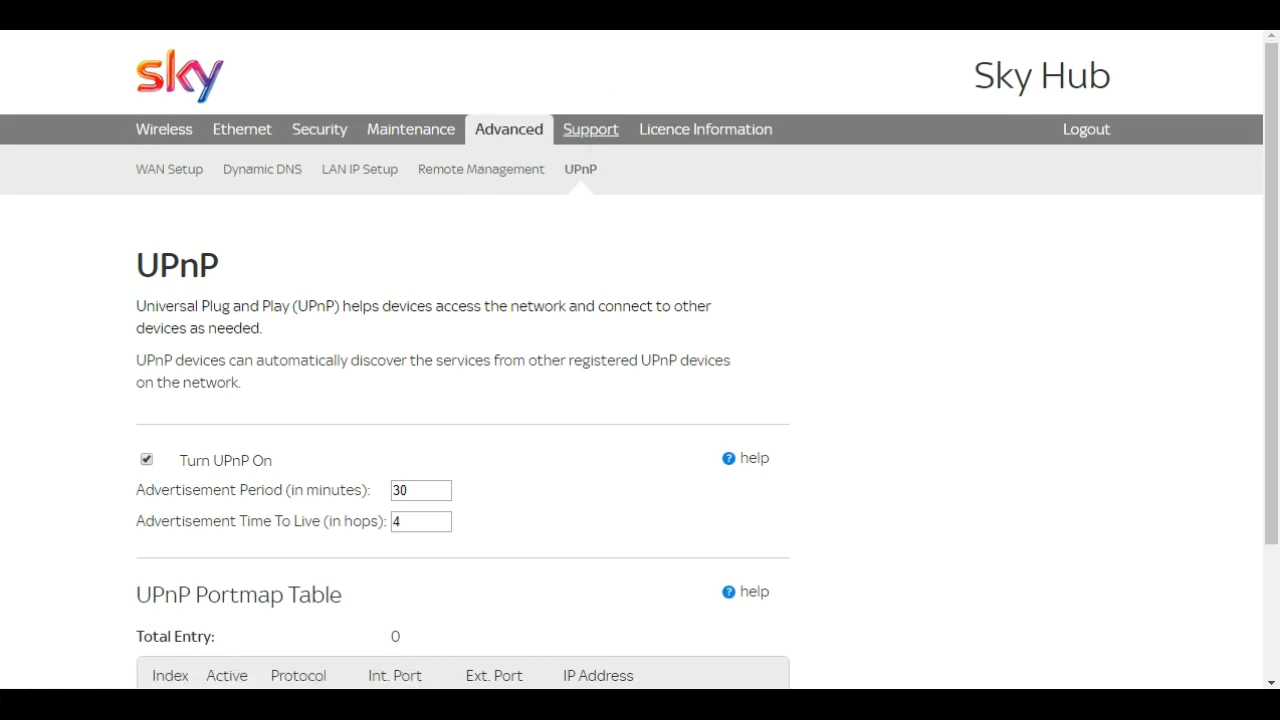 sky
Sky Hub
Wireless Ethernet Security Maintenance Advanced Support Licence Information Logout
WAN Setup Dynamic DNS LAN IP Setup Remote Management UPnP
UPnP
Universal Plug and Play (UPnP) helps devices access the network and connect to other
devices as needed.
UPnP devices can automatically discover the services from other registered UPnP devices
on the network.
Turn UPnP On ? help
Advertisement Period (in minutes): 30
Advertisement Time To Live (in hops): 4
UPnP Portmap Table ? help
Total Entry: 0
Index Active Protocol Int. Port Ext. Port IP Address